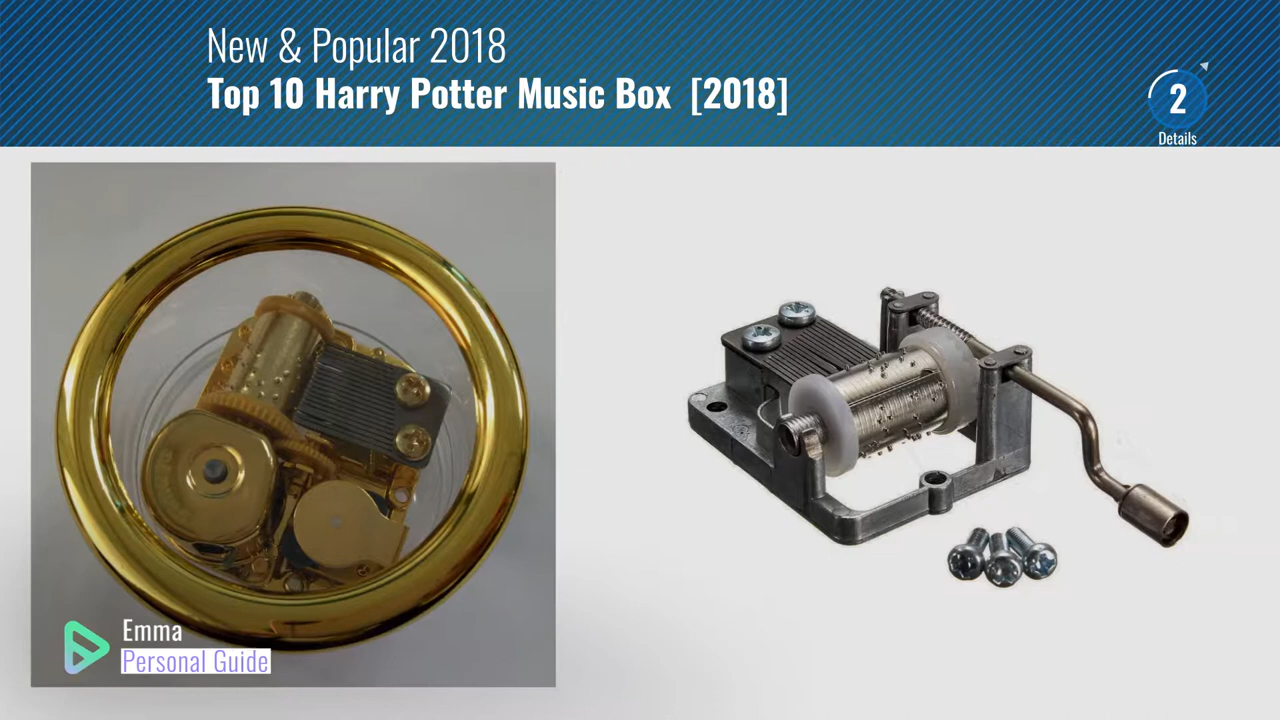 New & Popular 2018
Top 10 Harry Potter Music Box [2018]
2
Details
Emma
Personal Guide